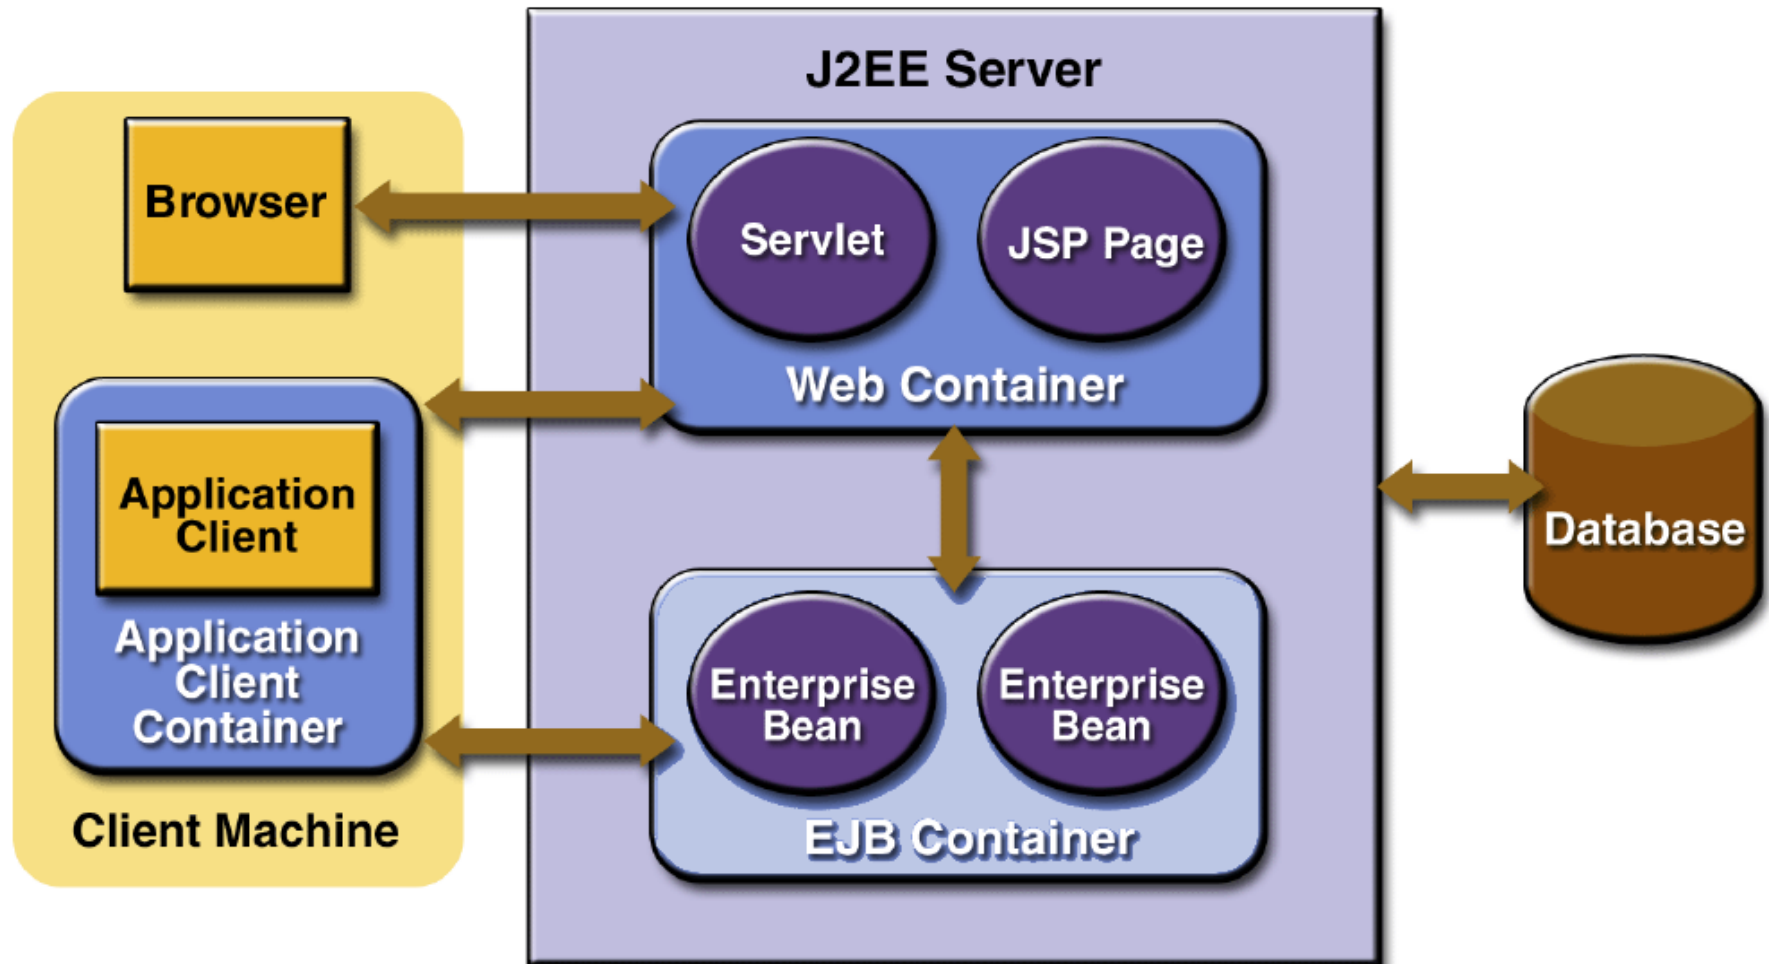 J2EE Server
Browser
Servlet
JSP Page
Web Container
Application
Client
Application
Client
Container
Client Machine
Enterprise
Bean
Enterprise
Bean
EJB Container
Database